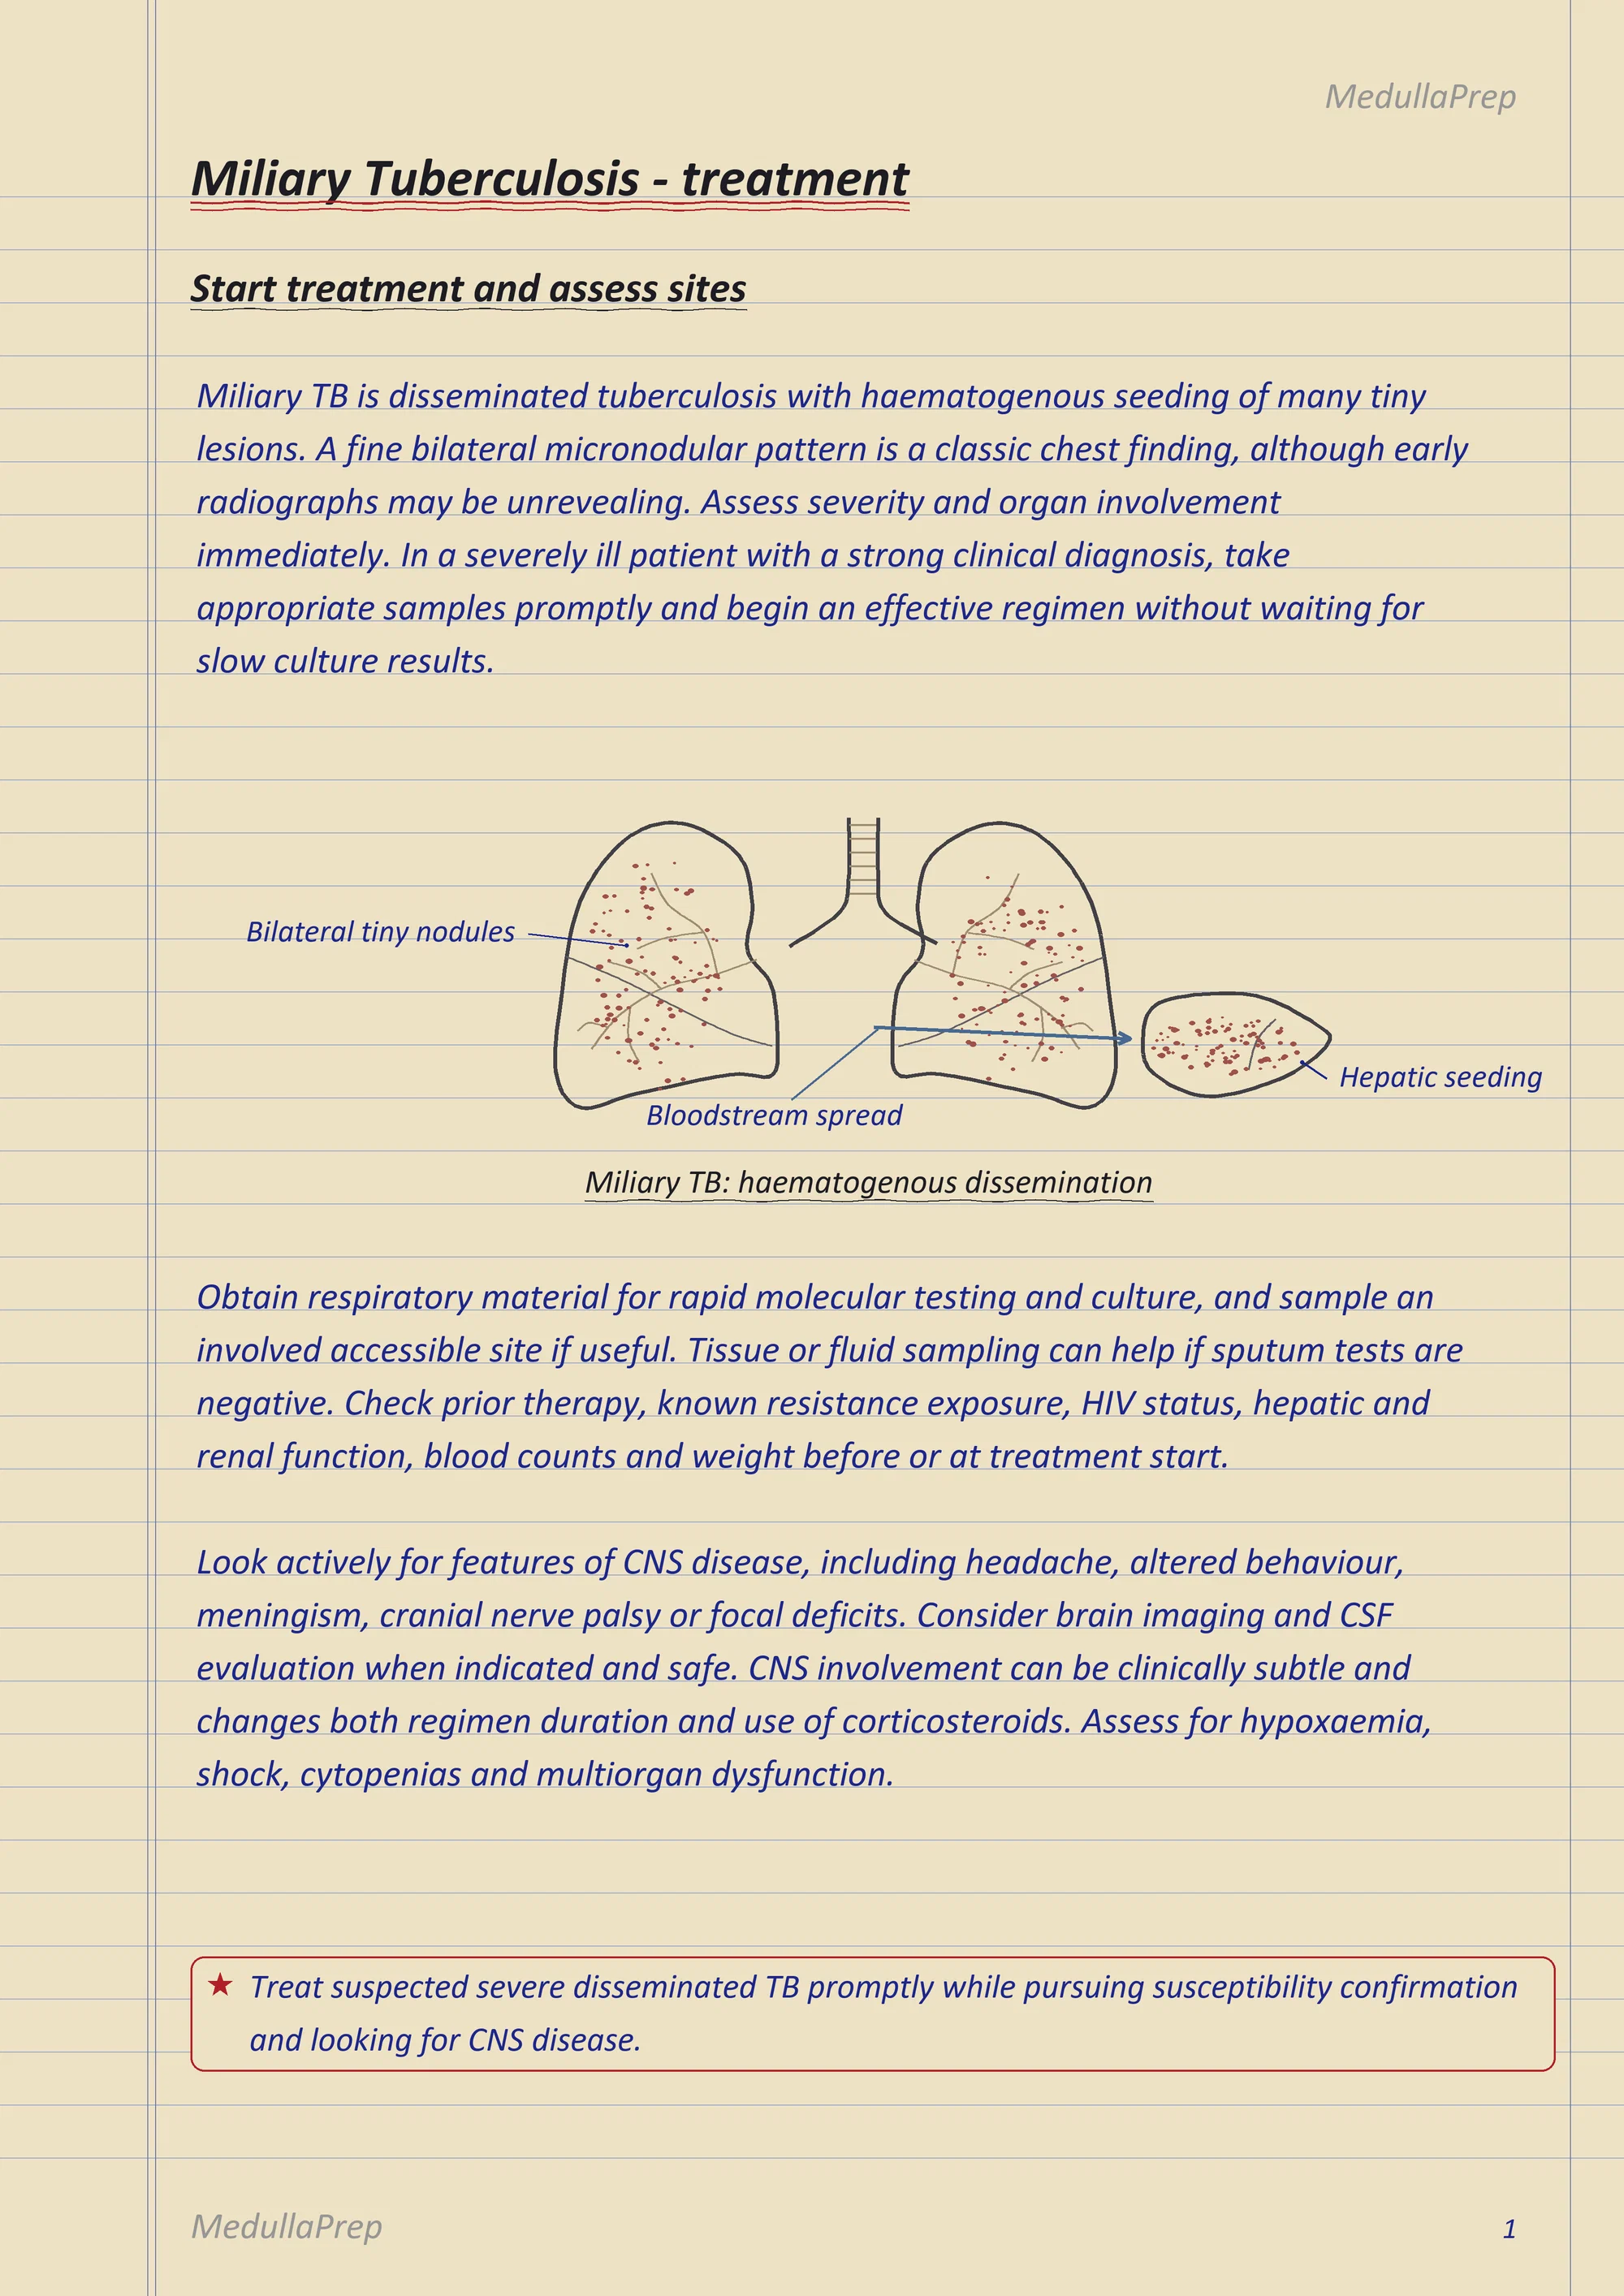 MedullaPrep
Miliary Tuberculosis - treatment
Start treatment and assess sites
Miliary TB is disseminated tuberculosis with haematogenous seeding of many tiny
lesions. A fine bilateral micronodular pattern is a classic chest finding, although early
radiographs may be unrevealing. Assess severity and organ involvement
immediately. In a severely ill patient with a strong clinical diagnosis, take
appropriate samples promptly and begin an effective regimen without waiting for
slow culture results.
Bilateral tiny nodules
Hepatic seeding
Bloodstream spread
Miliary TB: haematogenous dissemination
Obtain respiratory material for rapid molecular testing and culture, and sample an
involved accessible site if useful. Tissue or fluid sampling can help if sputum tests are
negative. Check prior therapy, known resistance exposure, HIV status, hepatic and
renal function, blood counts and weight before or at treatment start.
Look actively for features of CNS disease, including headache, altered behaviour,
meningism, cranial nerve palsy or focal deficits. Consider brain imaging and CSF
evaluation when indicated and safe. CNS involvement can be clinically subtle and
changes both regimen duration and use of corticosteroids. Assess for hypoxaemia,
shock, cytopenias and multiorgan dysfunction.
★ Treat suspected severe disseminated TB promptly while pursuing susceptibility confirmation
and looking for CNS disease.
MedullaPrep
1